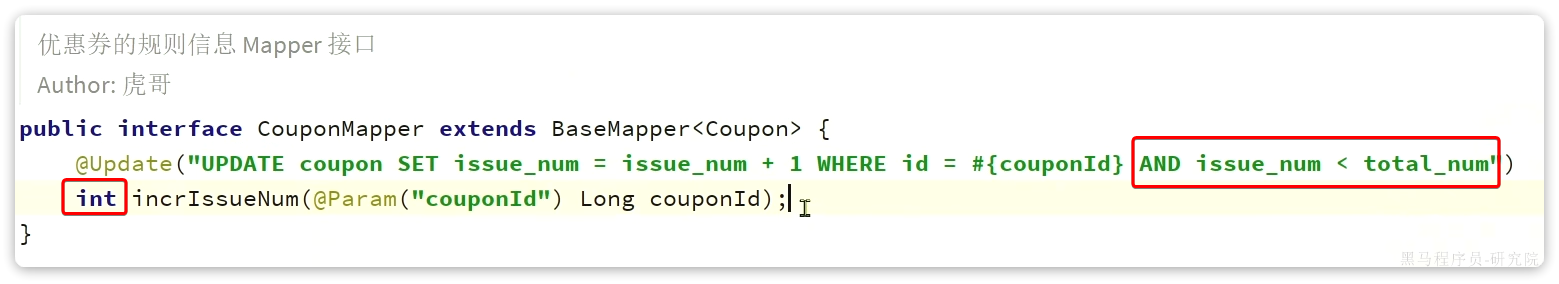 优惠券的规则信息 Mapper 接口
Author: 虎哥
public interface CouponMapper extends BaseMapper<Coupon> {
@Update("UPDATE coupon SET issue_num = issue_num + 1 WHERE id = #{couponId} AND issue_num < total_num")
int incrIssueNum(@Param("couponId") Long couponId);
}
黑马程序员-研究院